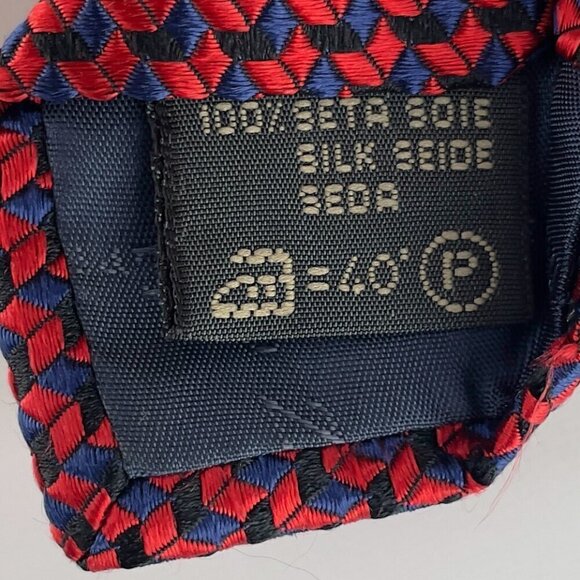 100% SETA SOIE
SILK SEIDE
SEDA
= 40°
P